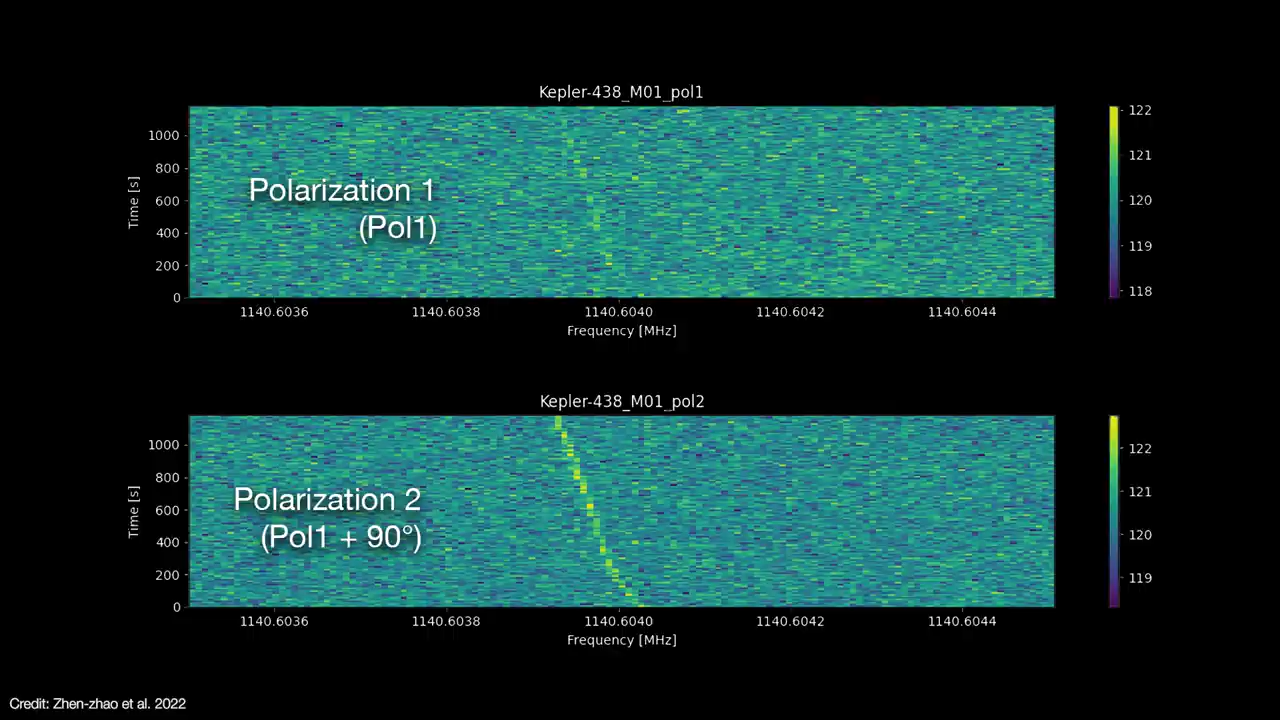 Kepler-438_M01_pol1
Polarization 1
(Pol1)
Time [s]
1000
800
600
400
200
0
1140.6036 1140.6038 1140.6040 1140.6042 1140.6044
Frequency [MHz]
122
121
120
119
118
Kepler-438_M01_pol2
Polarization 2
(Pol1 + 90°)
Time [s]
1000
800
600
400
200
0
1140.6036 1140.6038 1140.6040 1140.6042 1140.6044
Frequency [MHz]
122
121
120
119
Credit: Zhen-zhao et al. 2022